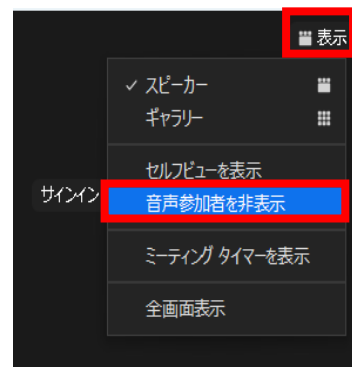 表示
✓ スピーカー
ギャラリー
セルフビューを表示
サインイン
音声参加者を非表示
ミーティング タイマーを表示
全画面表示